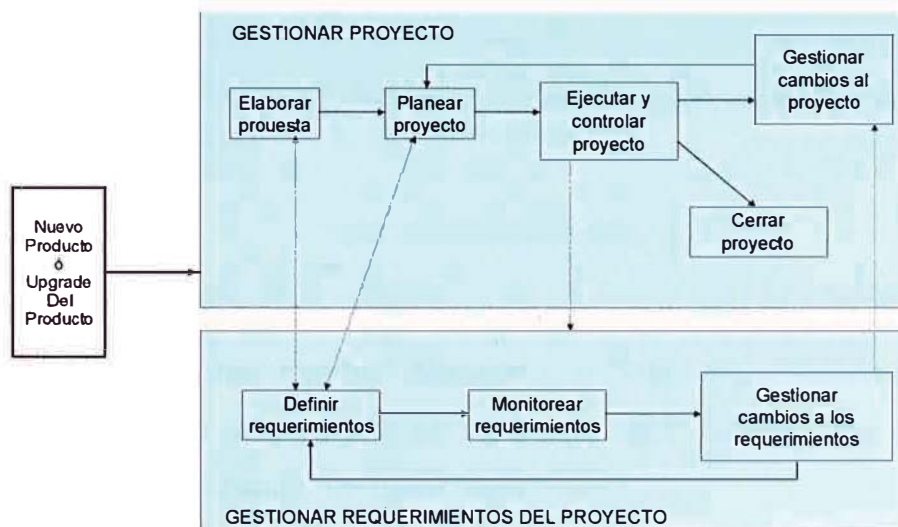 GESTIONAR PROYECTO
Gestionar
cambios al
proyecto
Elaborar
prouesta
Planear
proyecto
Ejecutar y
controlar
proyecto
Cerrar
proyecto
Nuevo
Producto
ó
Upgrade
Del
Producto
Definir
requerimientos
Monitorear
requerimientos
Gestionar
cambios a los
requerimientos
GESTIONAR REQUERIMIENTOS DEL PROYECTO